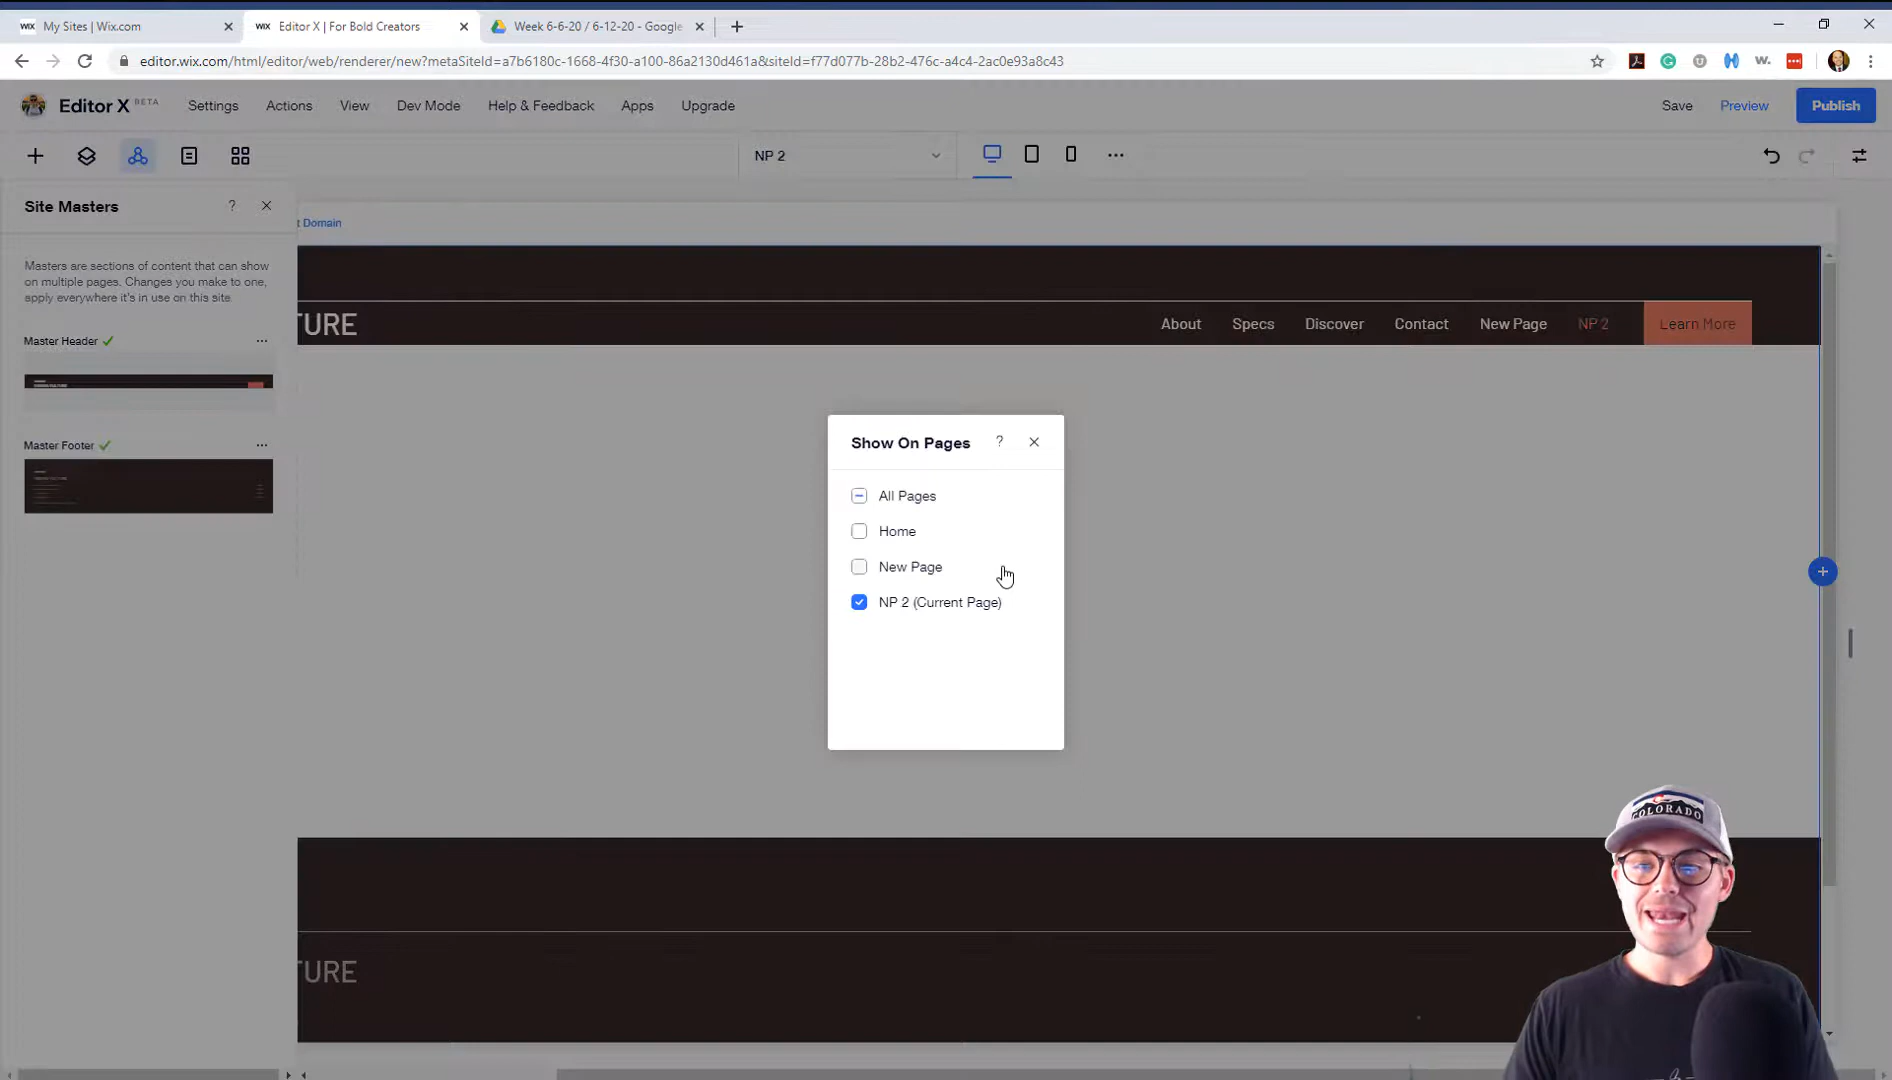 WIX My Sites | Wix.com
WIX Editor X | For Bold Creators
Week 6-6-20 / 6-12-20 - Google
editor.wix.com/html/editor/web/renderer/new?metaSiteId=a7b6180c-1668-4f30-a100-86a2130d461a&siteId=f77d077b-28b2-476c-a4c4-2ac0e93a8c43
Editor X BETA
Settings
Actions
View
Dev Mode
Help & Feedback
Apps
Upgrade
Save
Preview
Publish
NP 2
Site Masters
?
t Domain
Masters are sections of content that can show
on multiple pages. Changes you make to one,
apply everywhere it's in use on this site.
Master Header
Master Footer
TURE
About
Specs
Discover
Contact
New Page
NP 2
Learn More
Show On Pages
?
All Pages
Home
New Page
NP 2 (Current Page)
TURE
COLORADO